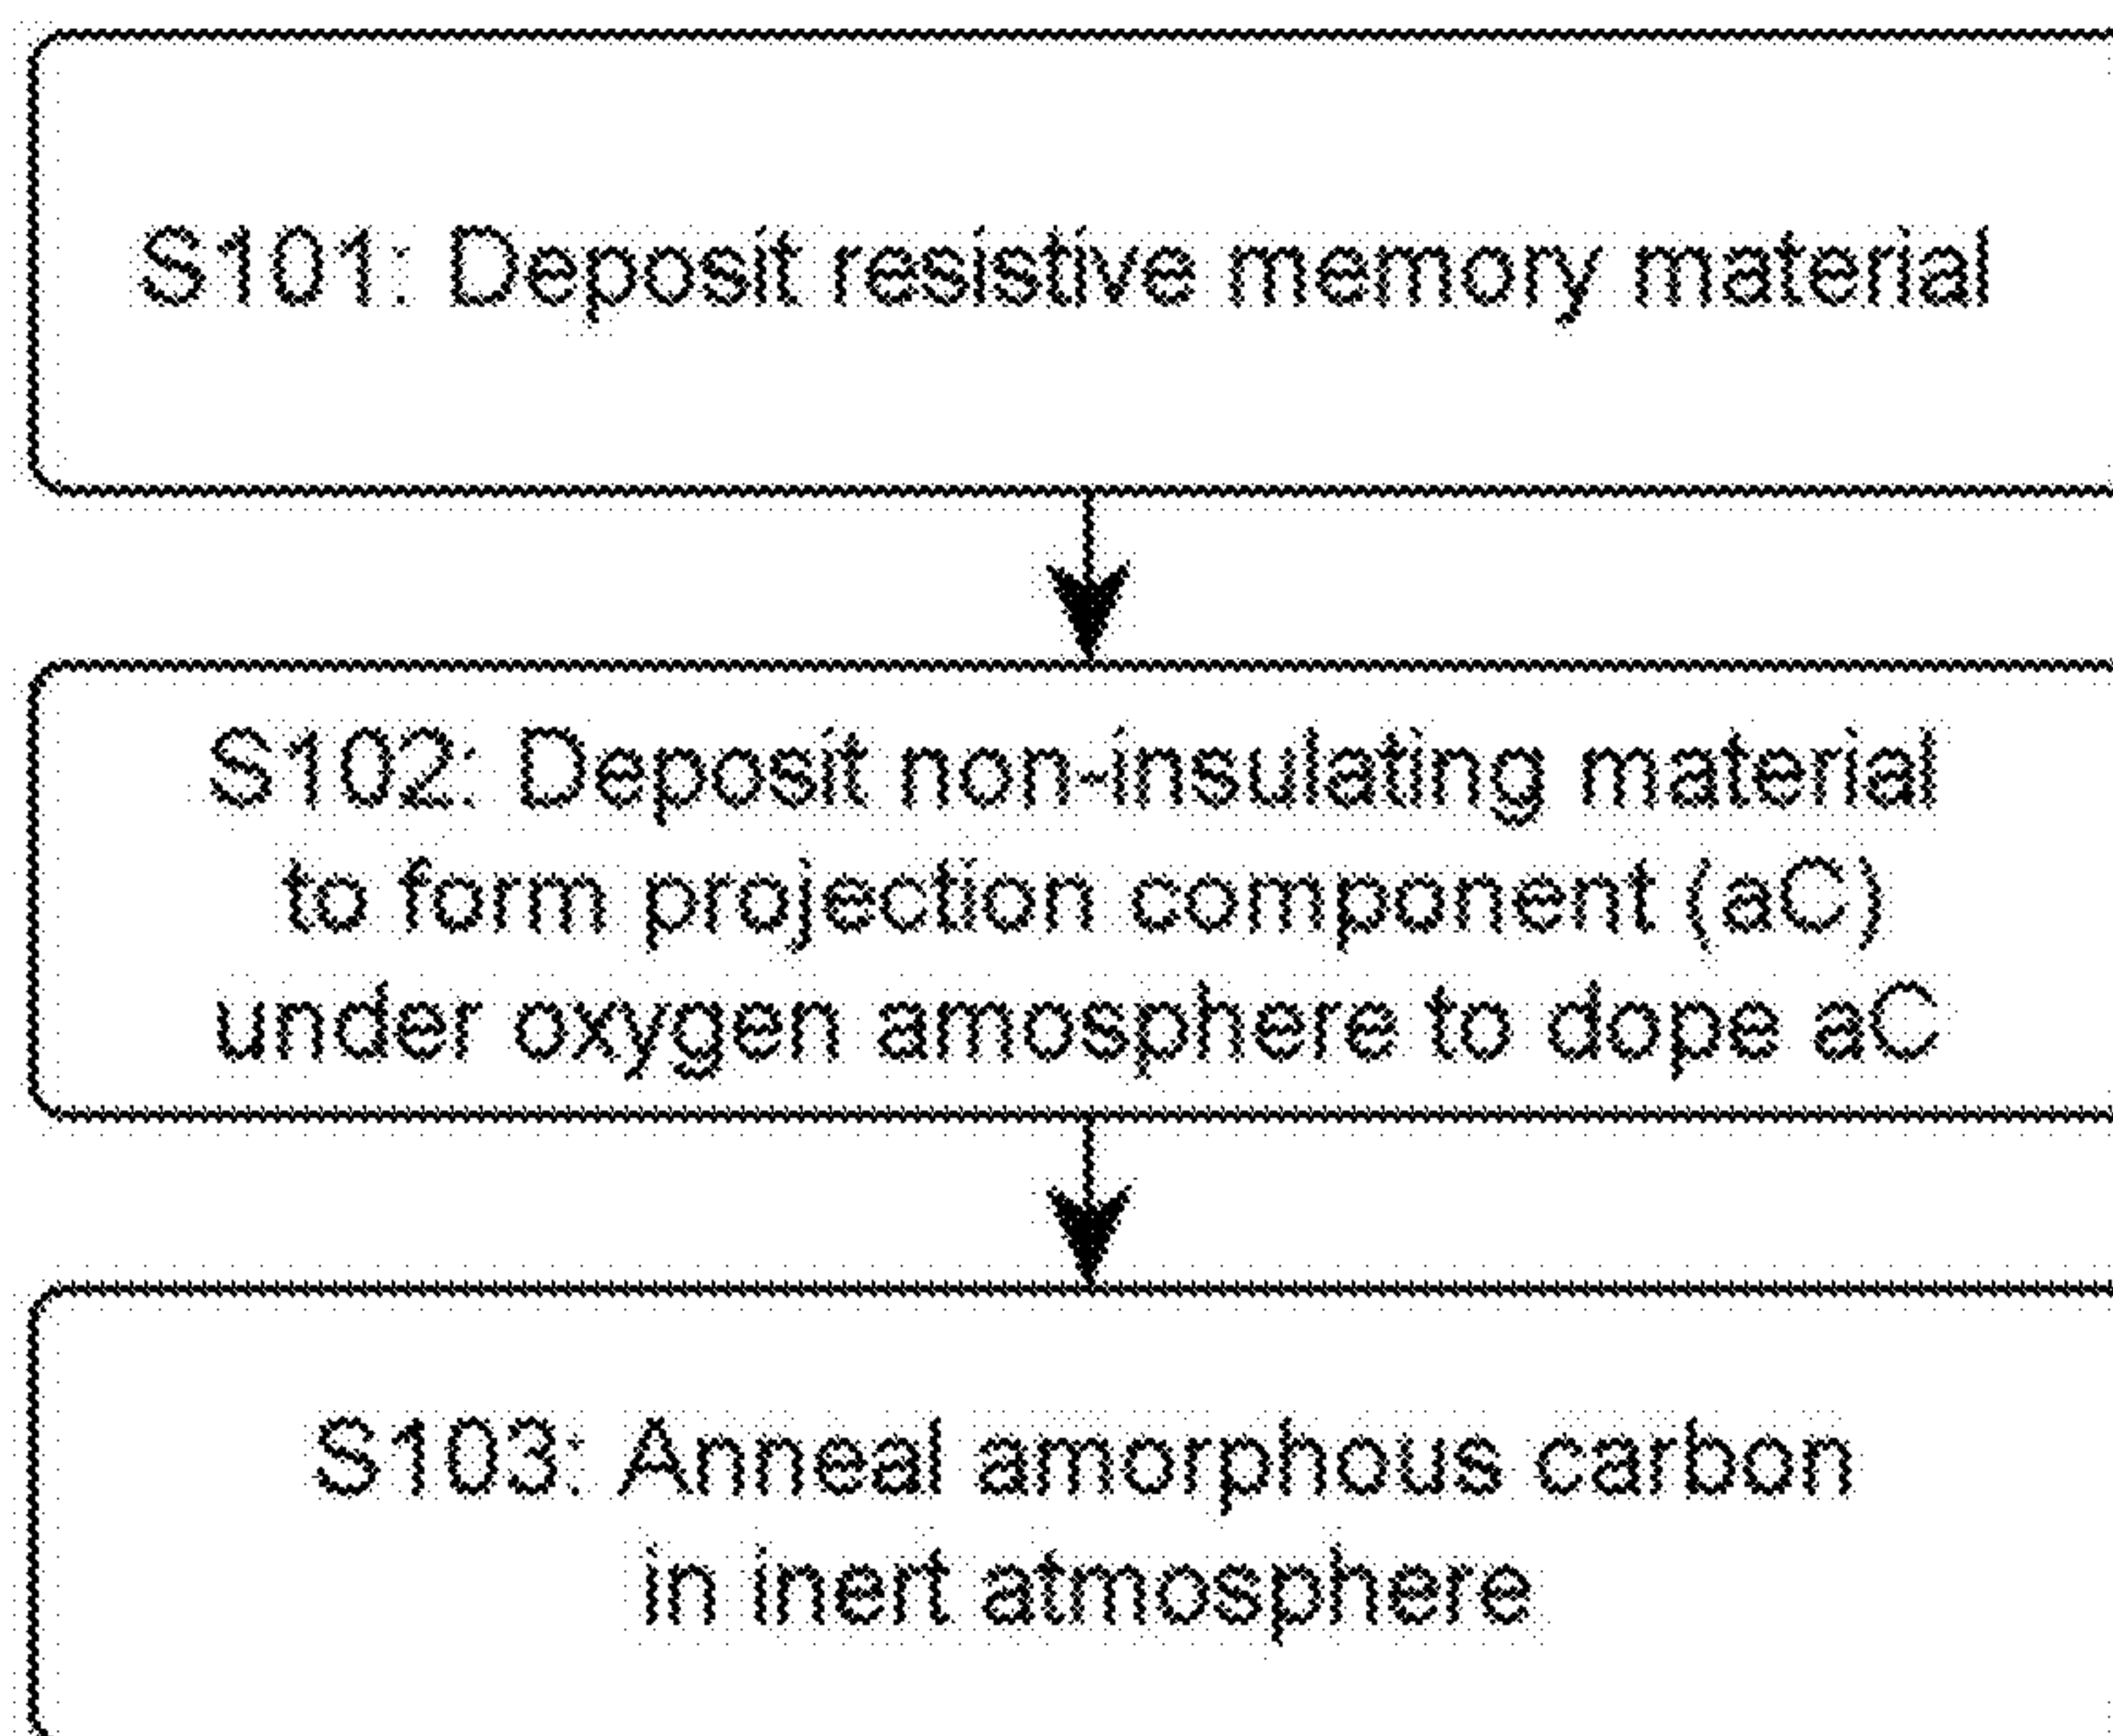 S101: Deposit resistive memory material
S102: Deposit non-insulating material
to form projection component (aC)
under oxygen amosphere to dope aC
S103: Anneal amorphous carbon
in inert atmosphere